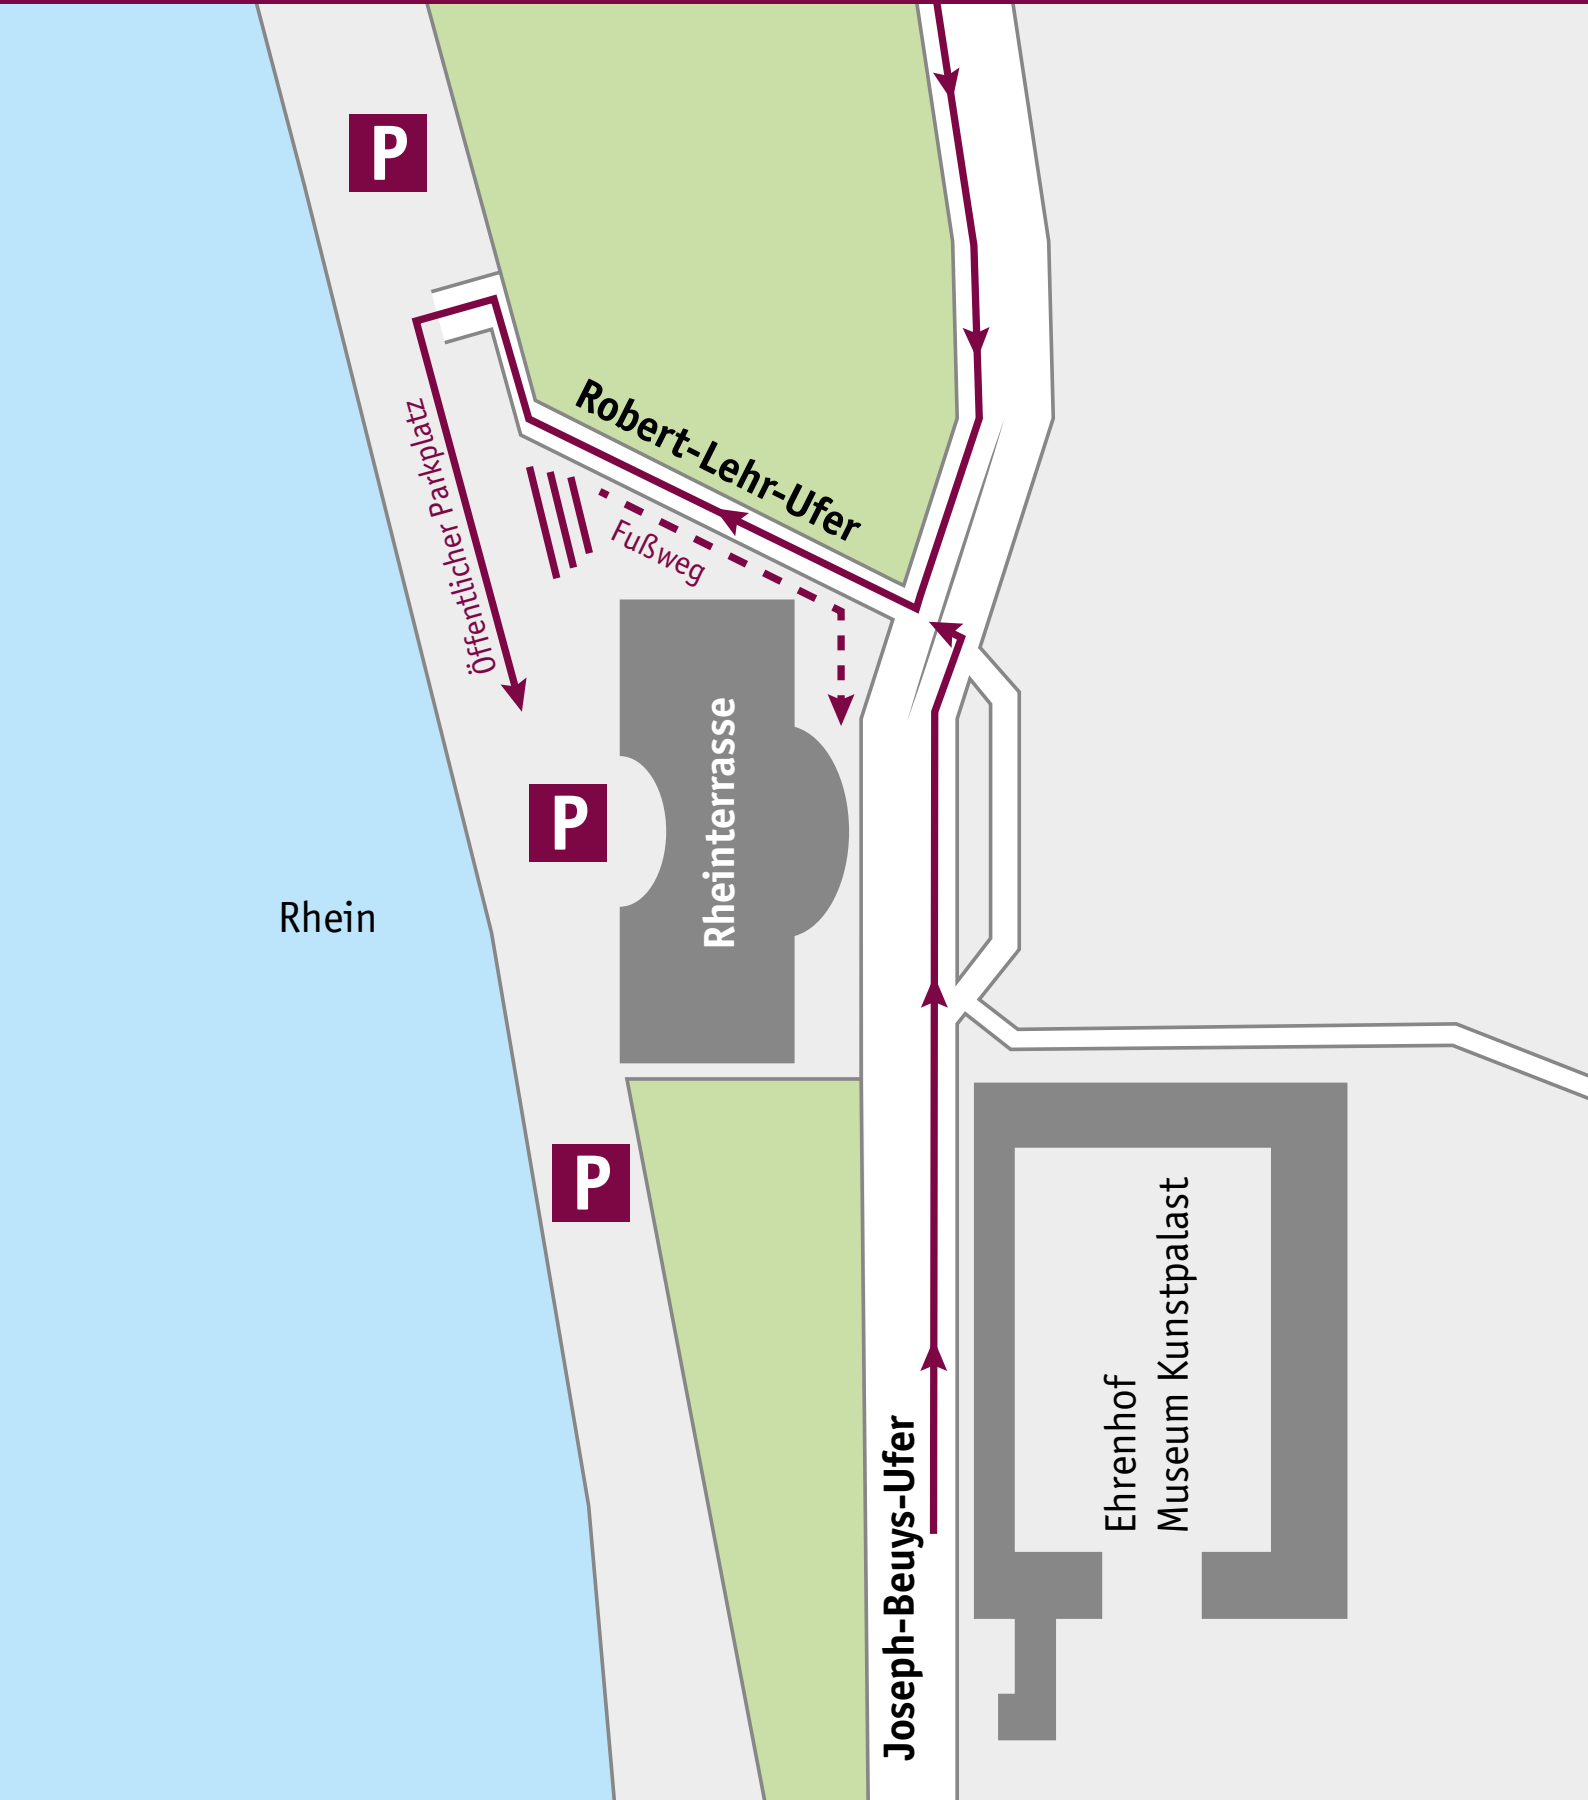 P
Robert-Lehr-Ufer
Öffentlicher Parkplatz
Fußweg
Rheinterrasse
P
Rhein
P
Ehrenhof
Museum Kunstpalast
Joseph-Beuys-Ufer